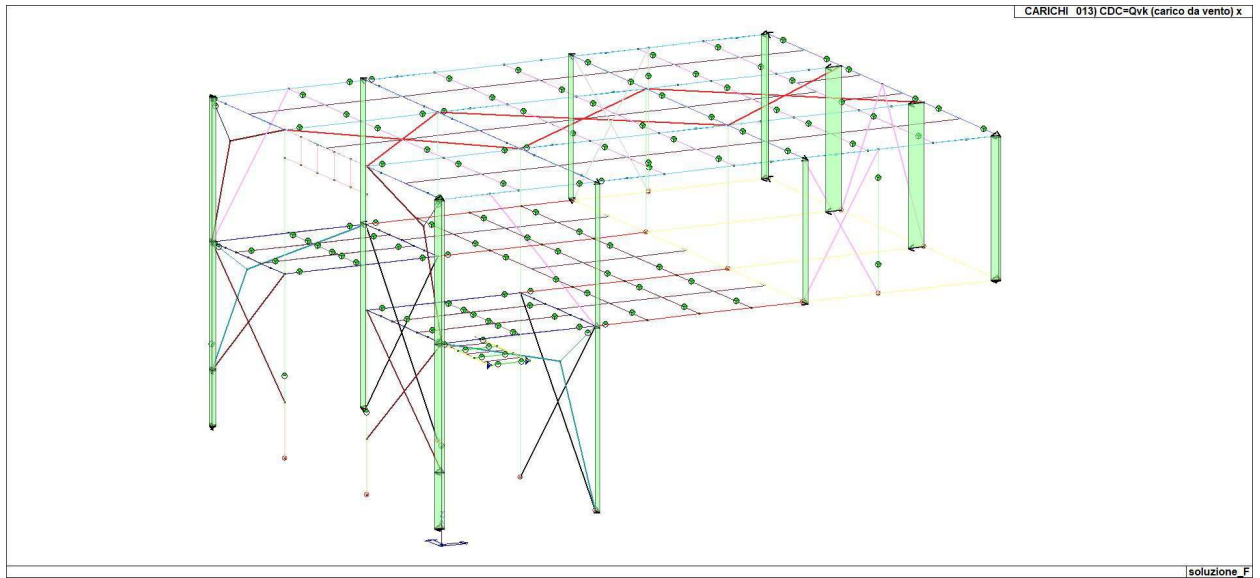 CARICHI 013) CDC=Qvk (carico da vento) x
soluzione_F